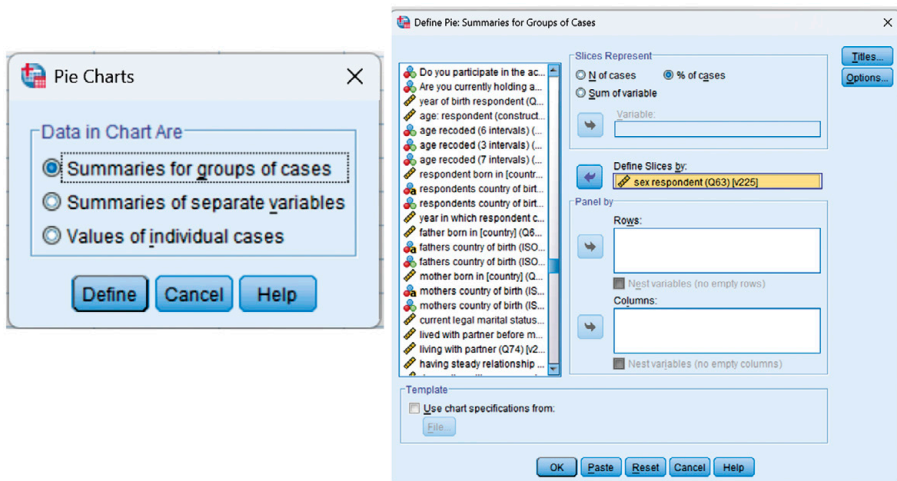 Pie Charts
Data in Chart Are
Summaries for groups of cases
Summaries of separate variables
Values of individual cases
Define Cancel Help
Define Pie: Summaries for Groups of Cases
Do you participate in the ac...
Are you currently holding a...
year of birth respondent (Q...
age: respondent (construct...
age recoded (6 intervals) (...
age recoded (3 intervals) (...
age recoded (7 intervals) (...
respondent born in [countr...
respondents country of birt...
respondents country of birt...
year in which respondent c...
father born in [country] (Q6...
fathers country of birth (ISO...
fathers country of birth (ISO...
mother born in [country] (Q...
mothers country of birth (IS...
mothers country of birth (IS...
current legal marital status...
lived with partner before m...
living with partner (Q74) [v2...
having steady relationship ...
Slices Represent
N of cases % of cases
Sum of variable
Variable:
Define Slices by:
sex respondent (Q63) [v225]
Panel by
Rows:
Nest variables (no empty rows)
Columns:
Nest variables (no empty columns)
Titles...
Options...
Template
Use chart specifications from:
File...
OK Paste Reset Cancel Help